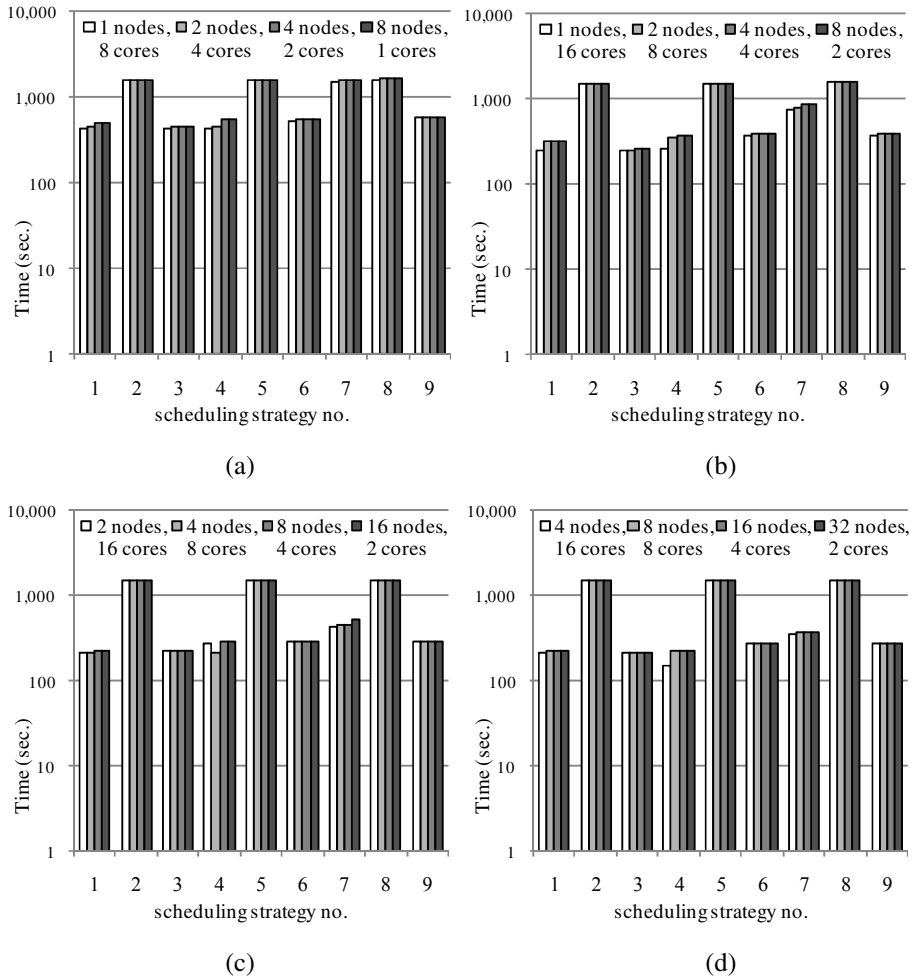 10,000
1 nodes, 2 nodes, 4 nodes, 8 nodes,
8 cores 4 cores 2 cores 1 cores
1,000
100
10
1
Time (sec.)
1 2 3 4 5 6 7 8 9
scheduling strategy no.
(a)
10,000
1 nodes, 2 nodes, 4 nodes, 8 nodes,
16 cores 8 cores 4 cores 2 cores
1,000
100
10
1
Time (sec.)
1 2 3 4 5 6 7 8 9
scheduling strategy no.
(b)
10,000
2 nodes, 4 nodes, 8 nodes, 16 nodes,
16 cores 8 cores 4 cores 2 cores
1,000
100
10
1
Time (sec.)
1 2 3 4 5 6 7 8 9
scheduling strategy no.
(c)
10,000
4 nodes, 8 nodes, 16 nodes, 32 nodes,
16 cores 8 cores 4 cores 2 cores
1,000
100
10
1
Time (sec.)
1 2 3 4 5 6 7 8 9
scheduling strategy no.
(d)